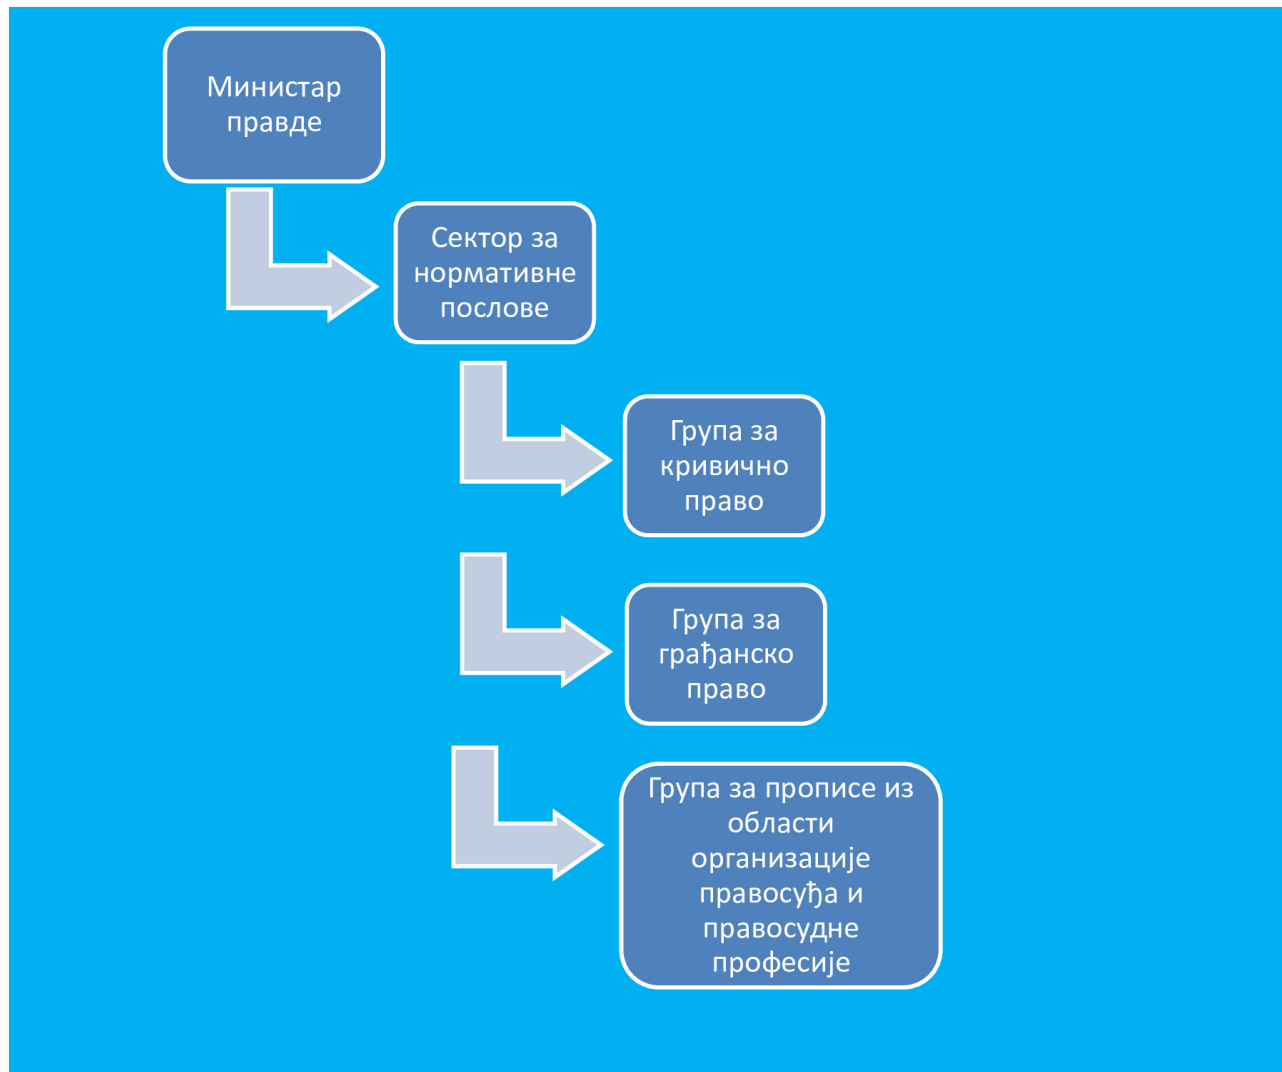 Министар
правде
Сектор за
нормативне
послове
Група за
кривично
право
Група за
грађанско
право
Група за прописе из
области
организације
правосуђа и
правосудне
професије